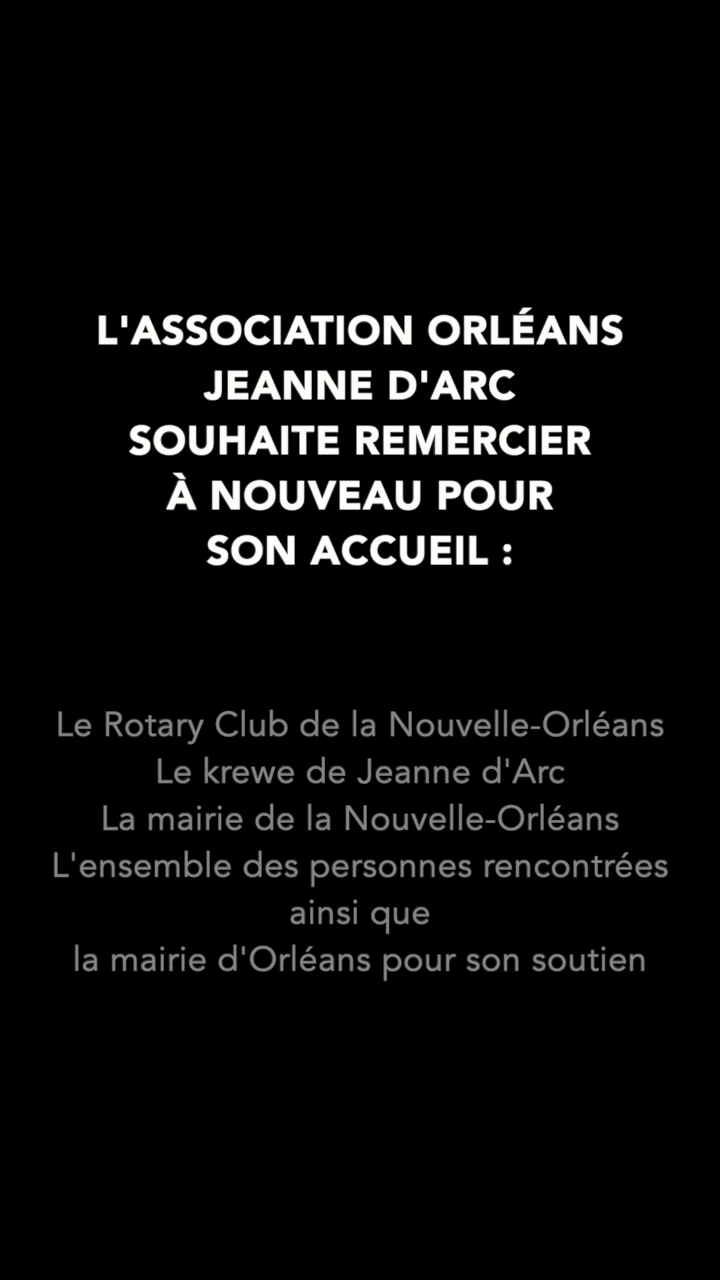 L'ASSOCIATION ORLÉANS
JEANNE D'ARC
SOUHAITE REMERCIER
À NOUVEAU POUR
SON ACCUEIL :
Le Rotary Club de la Nouvelle-Orléans
Le krewe de Jeanne d'Arc
La mairie de la Nouvelle-Orléans
L'ensemble des personnes rencontrées
ainsi que
la mairie d'Orléans pour son soutien